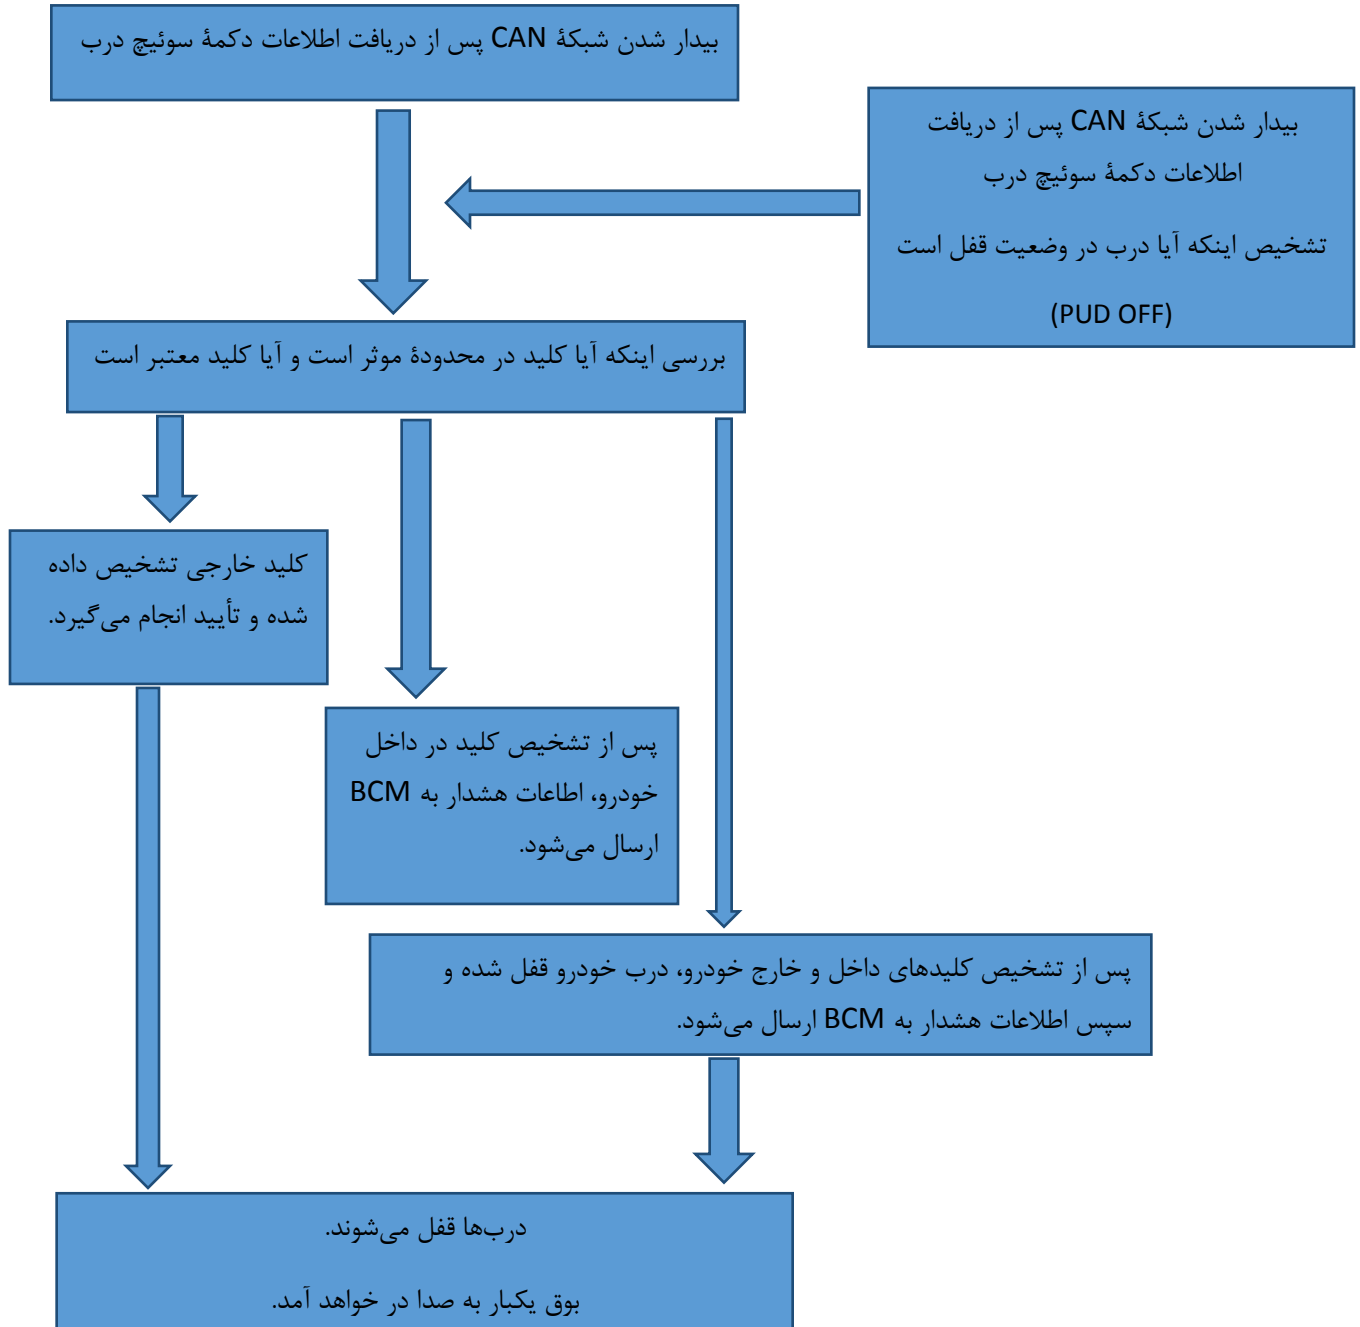 بیدار شدن شبکهٔ CAN پس از دریافت اطلاعات دکمهٔ سوئیچ درب
بیدار شدن شبکهٔ CAN پس از دریافت
اطلاعات دکمهٔ سوئیچ درب
تشخیص اینکه آیا درب در وضعیت قفل است
(PUD OFF)
بررسی اینکه آیا کلید در محدودهٔ موثر است و آیا کلید معتبر است
کلید خارجی تشخیص داده
شده و تأیید انجام می‌گیرد.
پس از تشخیص کلید در داخل
خودرو، اطاعات هشدار به BCM
ارسال می‌شود.
پس از تشخیص کلیدهای داخل و خارج خودرو، درب خودرو قفل شده و
سپس اطلاعات هشدار به BCM ارسال می‌شود.
درب‌ها قفل می‌شوند.
بوق یکبار به صدا در خواهد آمد.